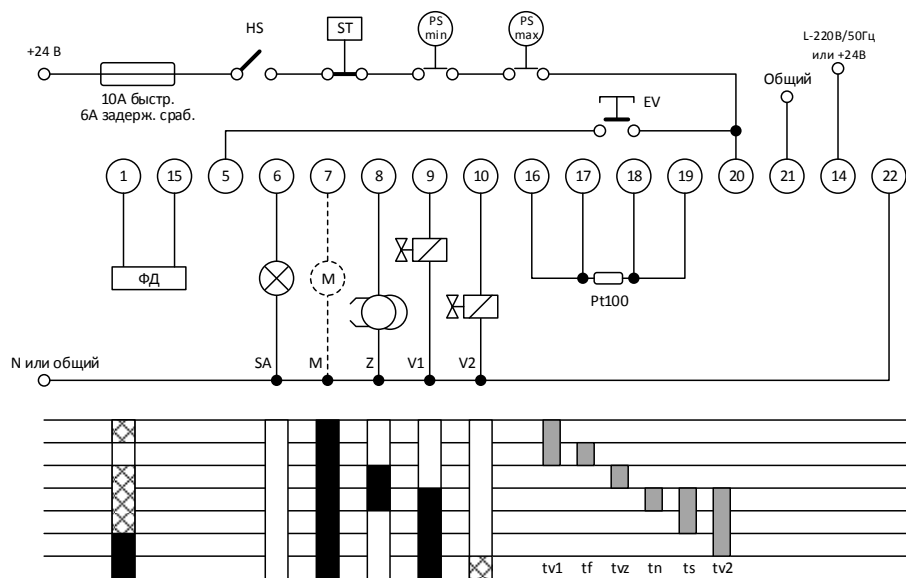 HS
ST
PS
min
PS
max
L-220В/50Гц
или +24В
+24 В
Общий
10А быстр.
6А задерж. сраб.
EV
1
15
5
6
7
8
9
10
16
17
18
19
20
21
14
22
ФД
M
Pt100
N или общий
SA
M
Z
V1
V2
tv1
tf
tvz
tn
ts
tv2